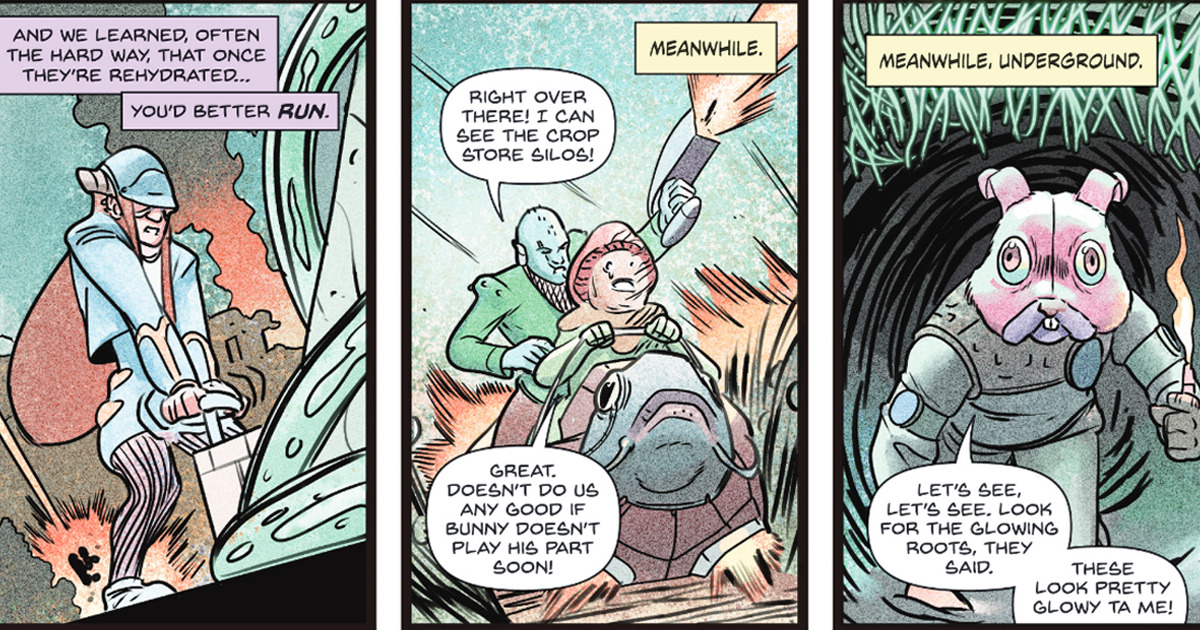 AND WE LEARNED, OFTEN
THE HARD WAY, THAT ONCE
THEY'RE REHYDRATED...
YOU'D BETTER RUN.
MEANWHILE.
RIGHT OVER
THERE! I CAN
SEE THE CROP
STORE SILOS!
GREAT.
DOESN'T DO US
ANY GOOD IF
BUNNY DOESN'T
PLAY HIS PART
SOON!
MEANWHILE, UNDERGROUND.
LET'S SEE,
LET'S SEE. LOOK
FOR THE GLOWING
ROOTS, THEY
SAID.
THESE
LOOK PRETTY
GLOWY TA ME!